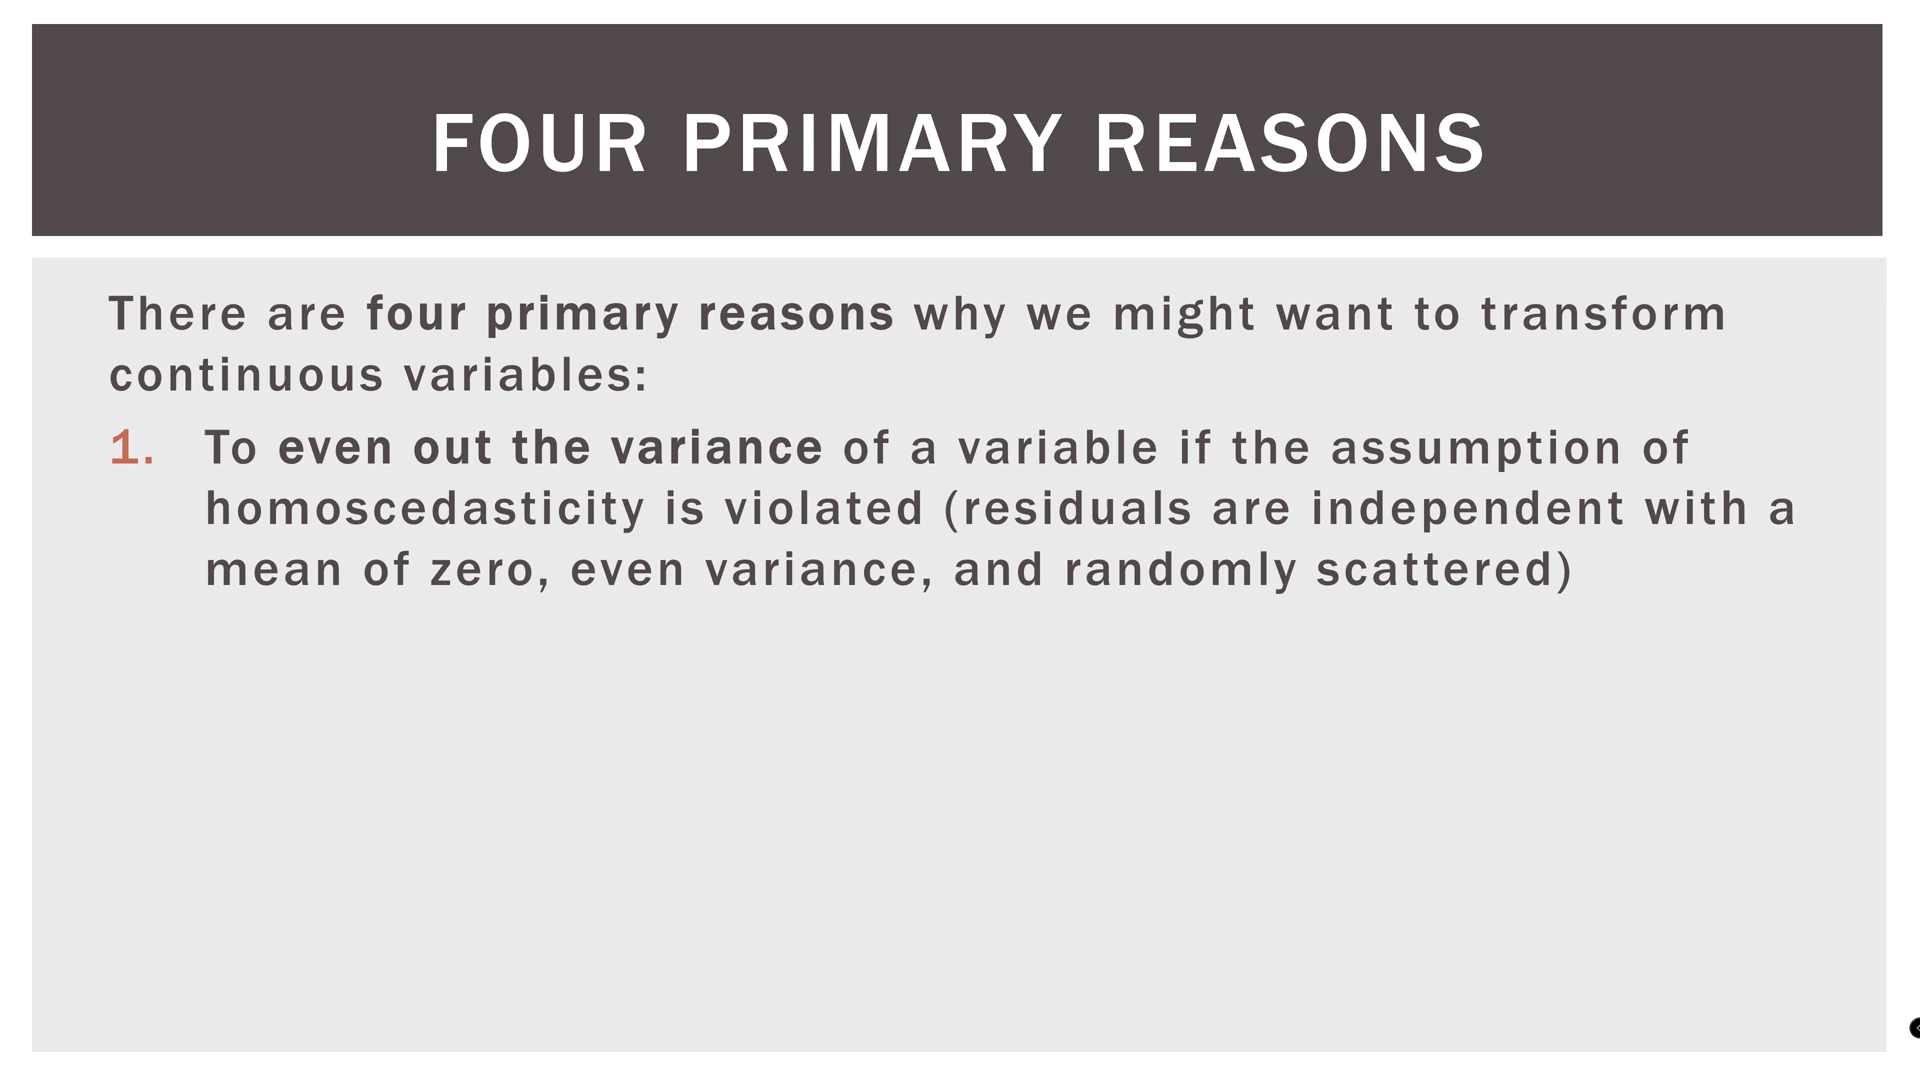 FOUR PRIMARY REASONS
There are four primary reasons why we might want to transform
continuous variables:
1. To even out the variance of a variable if the assumption of
homoscedasticity is violated (residuals are independent with a
mean of zero, even variance, and randomly scattered)